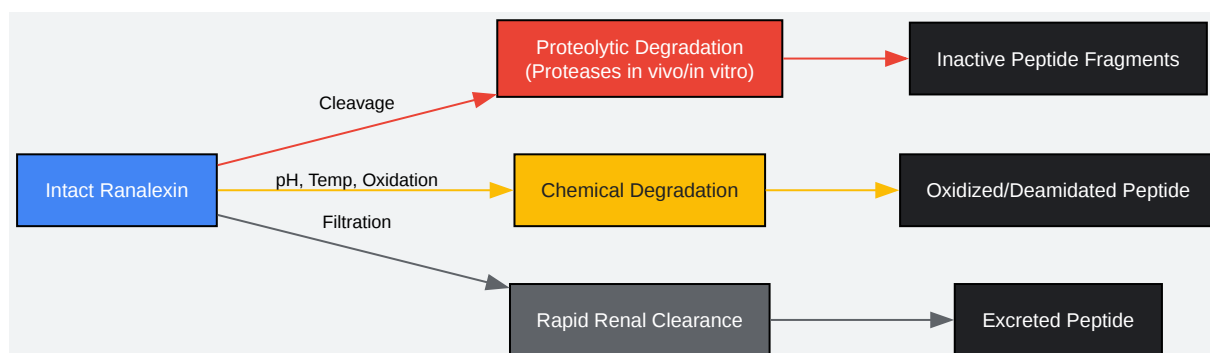 Proteolytic Degradation
(Proteases in vivo/in vitro)
Inactive Peptide Fragments
Cleavage
Intact Ranalexin
pH, Temp, Oxidation
Chemical Degradation
Oxidized/Deamidated Peptide
Filtration
Rapid Renal Clearance
Excreted Peptide